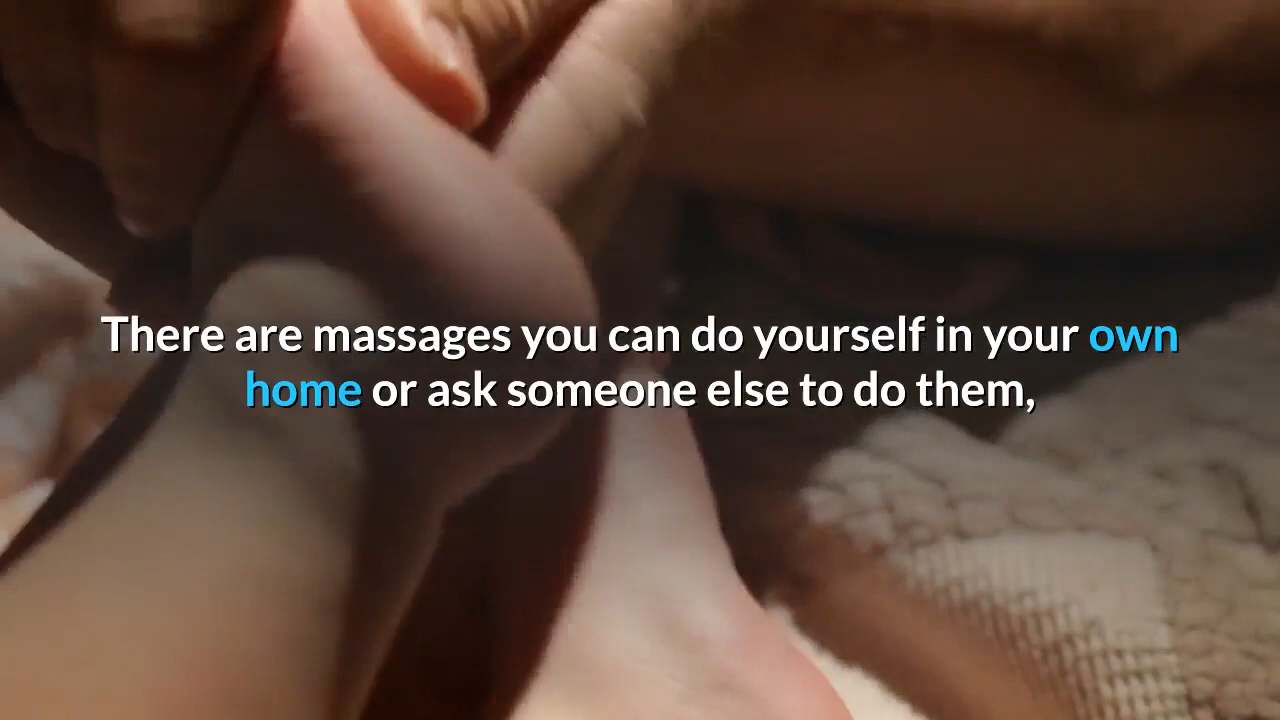 There are massages you can do yourself in your own
home or ask someone else to do them,